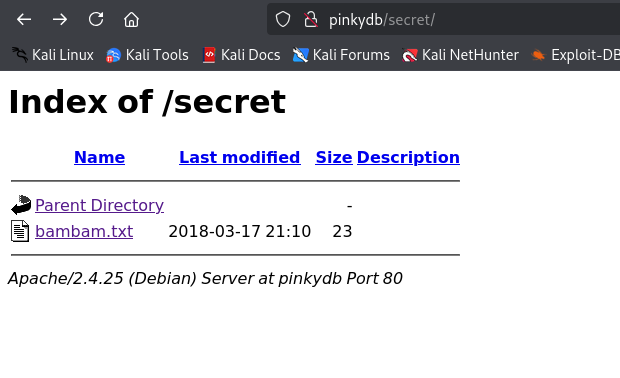 pinkydb/secret/
Kali Linux Kali Tools Kali Docs Kali Forums Kali NetHunter Exploit-DB
Index of /secret
Name Last modified Size Description
Parent Directory -
bambam.txt 2018-03-17 21:10 23
Apache/2.4.25 (Debian) Server at pinkydb Port 80